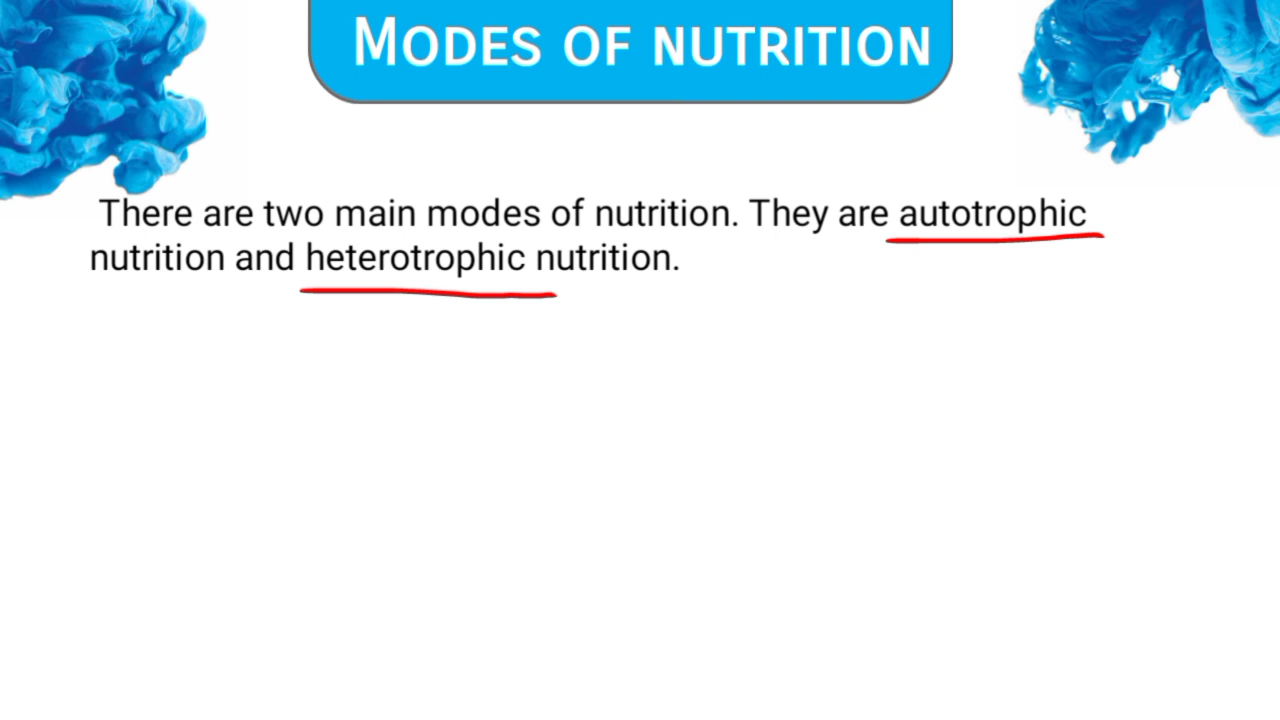 Modes of nutrition
There are two main modes of nutrition. They are autotrophic
nutrition and heterotrophic nutrition.